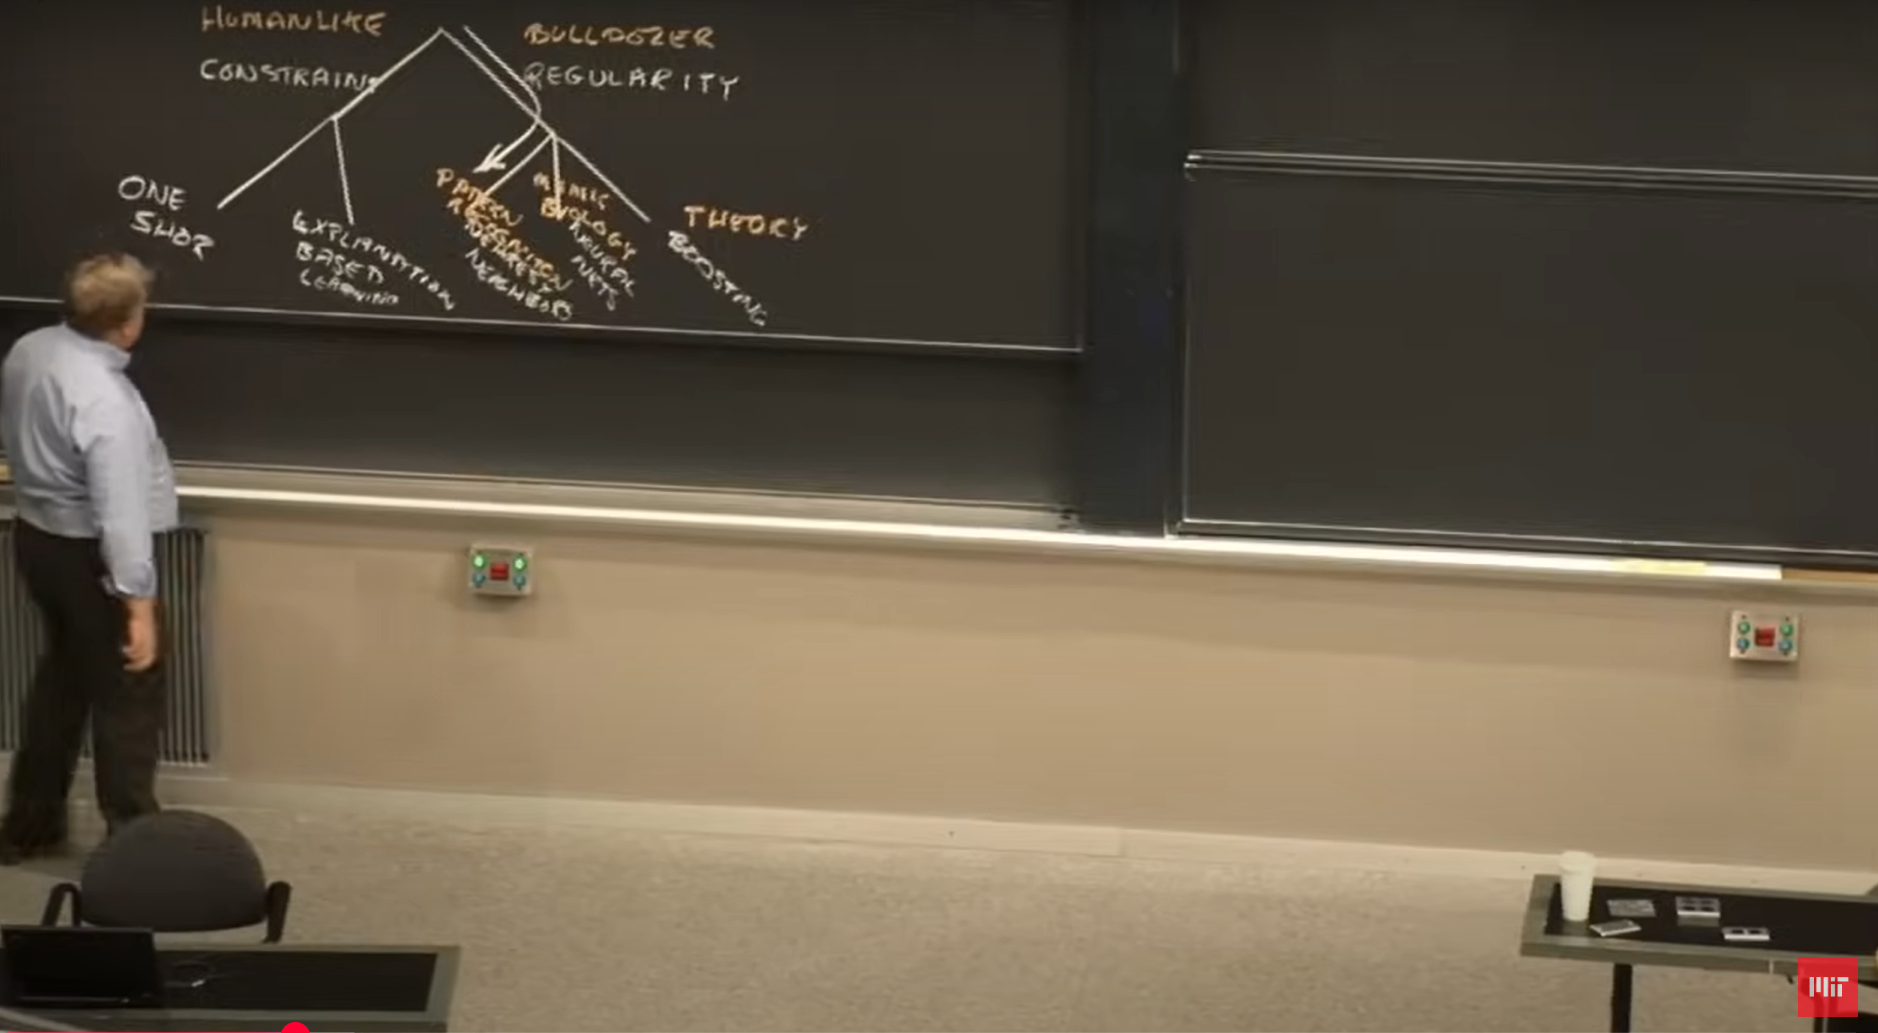 HUMANLIKE
CONSTRAINT
BULLDOZER
REGULARITY
ONE
SHOT
EXPLANATION
BASED
LEARNING
PATTERN
RECOGNITION
NEAREST
NEIGHBORS
MIMIC
BIOLOGY
NEURAL
NETS
THEORY
BOOSTING
MIT